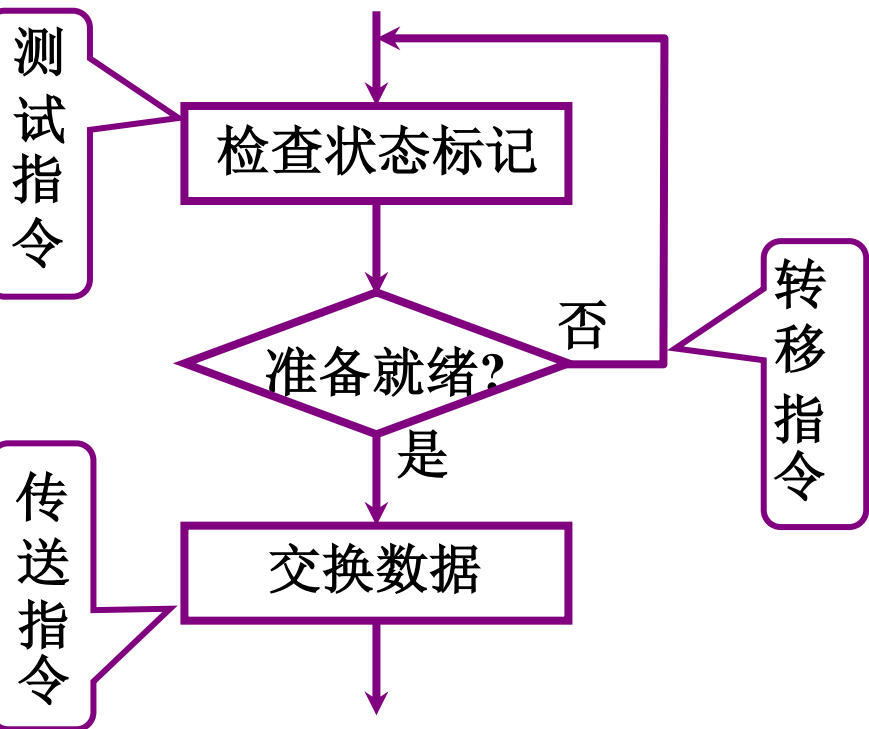 测试指令
检查状态标记
准备就绪?
否
转移指令
是
传送指令
交换数据